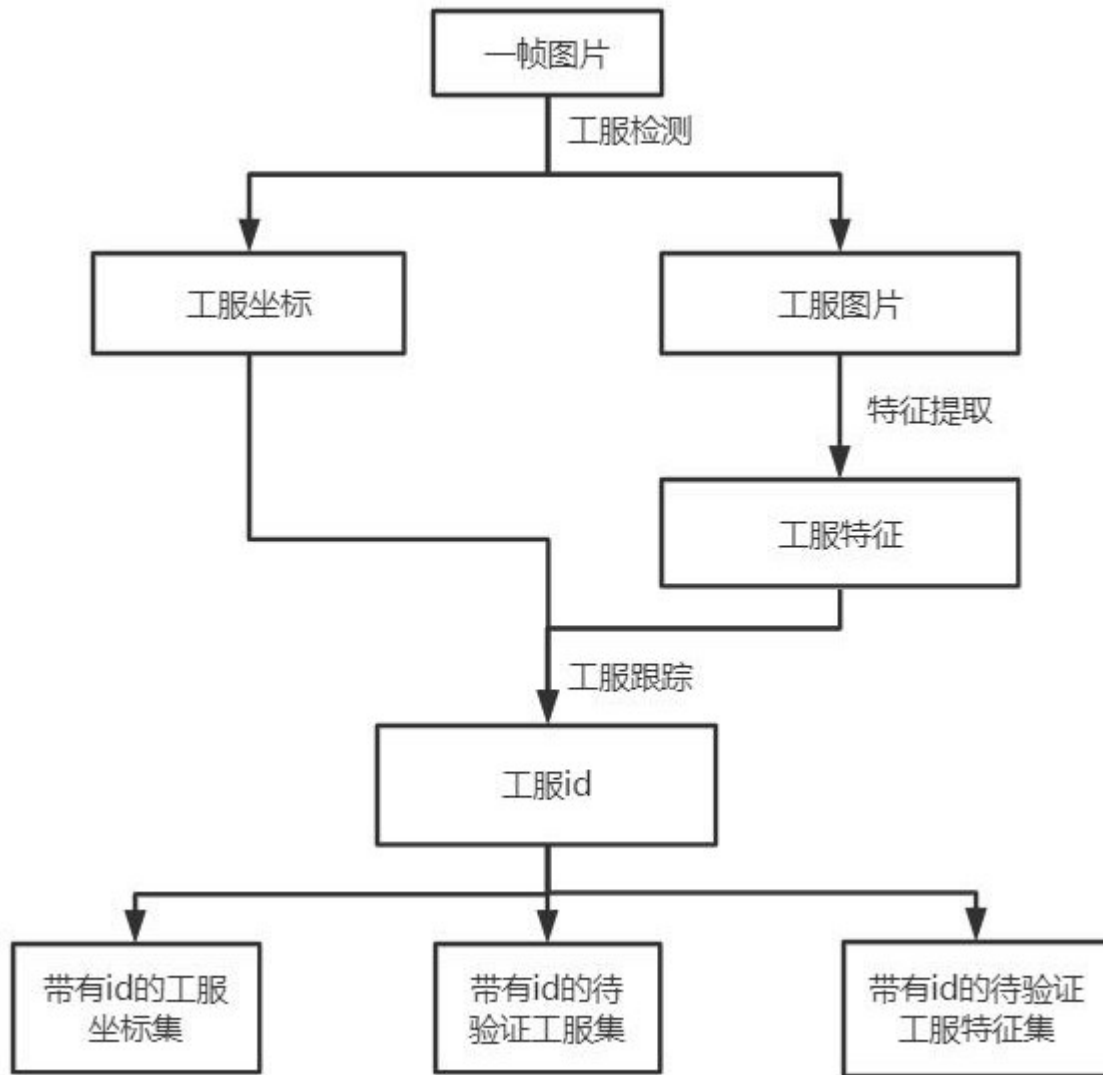 一帧图片
工服检测
工服坐标
工服图片
特征提取
工服特征
工服跟踪
工服id
带有id的工服
坐标集
带有id的待
验证工服集
带有id的待验证
工服特征集